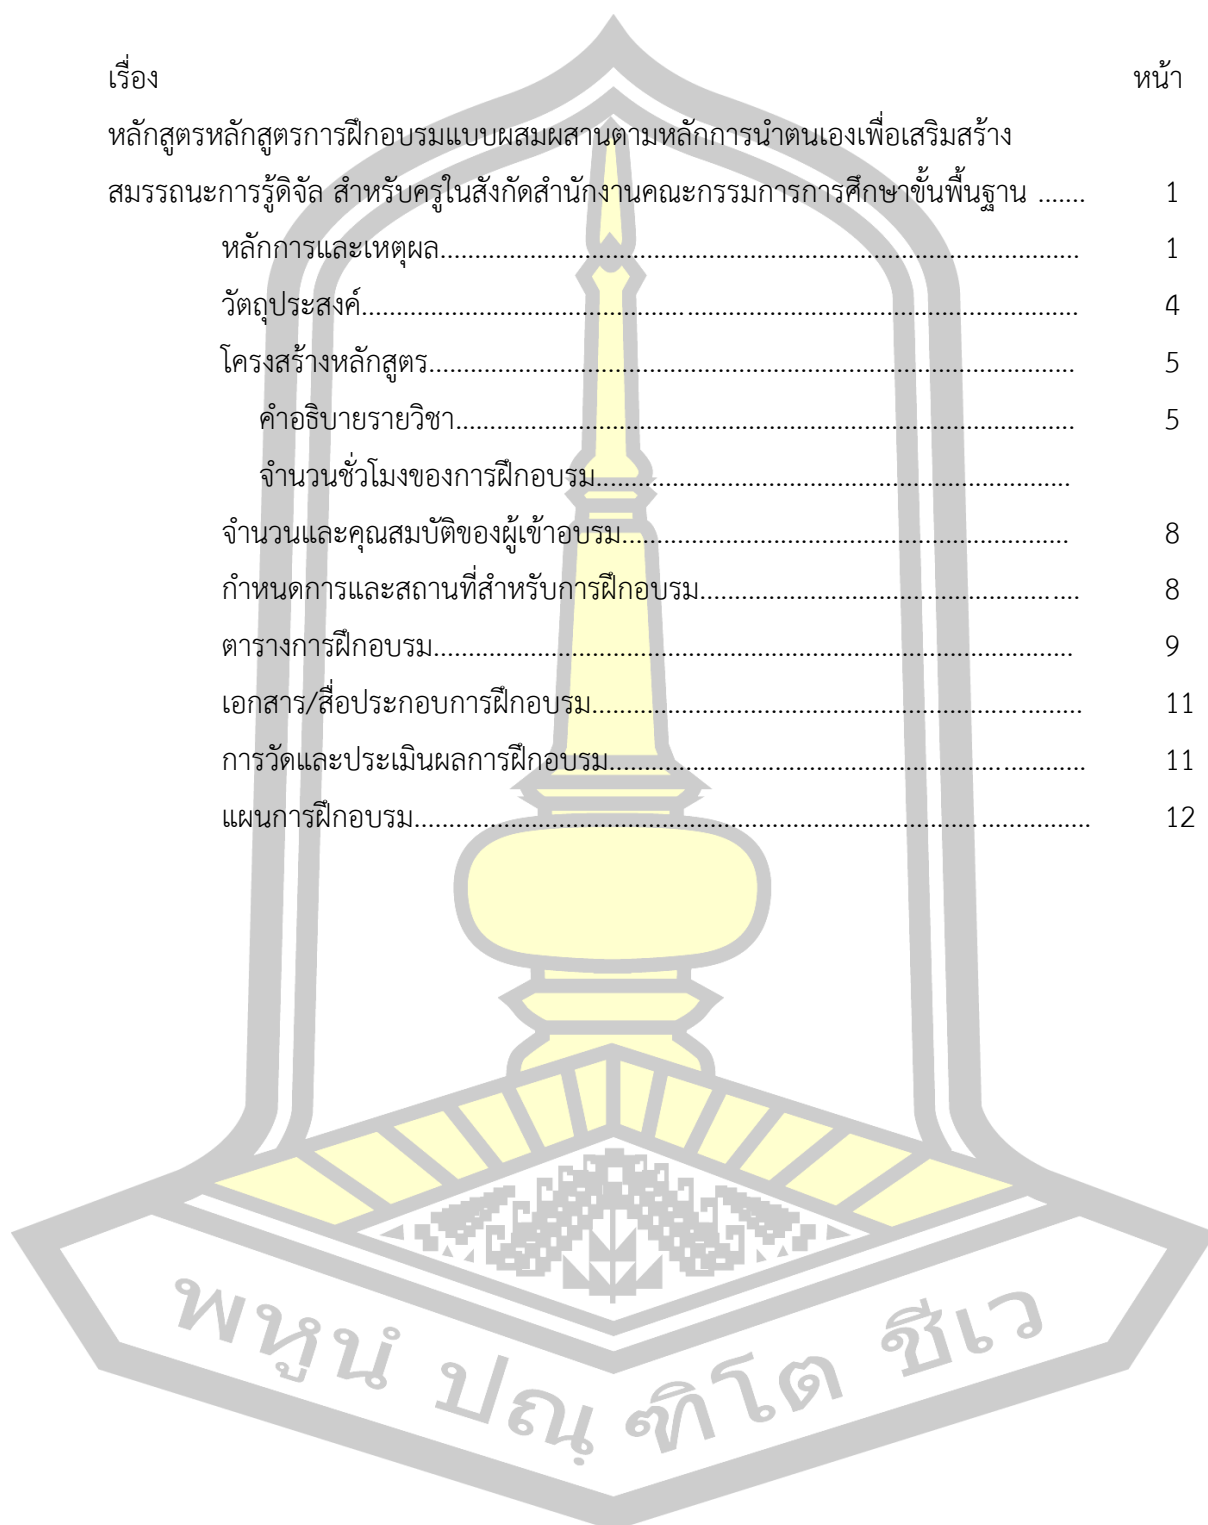 เรื่อง หน้า
หลักสูตรหลักสูตรการฝึกอบรมแบบผสมผสานตามหลักการนำตนเองเพื่อเสริมสร้าง
สมรรถนะการรู้ดิจัล สำหรับครูในสังกัดสำนักงานคณะกรรมการการศึกษาขั้นพื้นฐาน ....... 1
หลักการและเหตุผล................................................................................ 1
วัตถุประสงค์.......................................................................................... 4
โครงสร้างหลักสูตร................................................................................. 5
คำอธิบายรายวิชา............................................................................. 5
จำนวนชั่วโมงของการฝึกอบรม...........................................................
จำนวนและคุณสมบัติของผู้เข้าอบรม........................................................ 8
กำหนดการและสถานที่สำหรับการฝึกอบรม............................................... 8
ตารางการฝึกอบรม................................................................................ 9
เอกสาร/สื่อประกอบการฝึกอบรม............................................................. 11
การวัดและประเมินผลการฝึกอบรม........................................................... 11
แผนการฝึกอบรม.................................................................................... 12
พหูนํ ปณฺฑิโต ชีเว